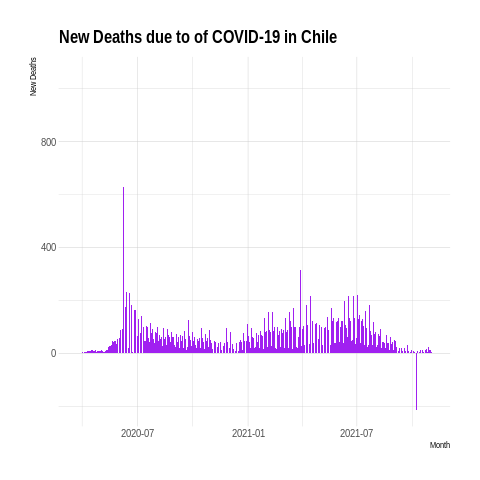 New Deaths due to of COVID-19 in Chile
New Deaths
800
400
0
2020-07 2021-01 2021-07
Month